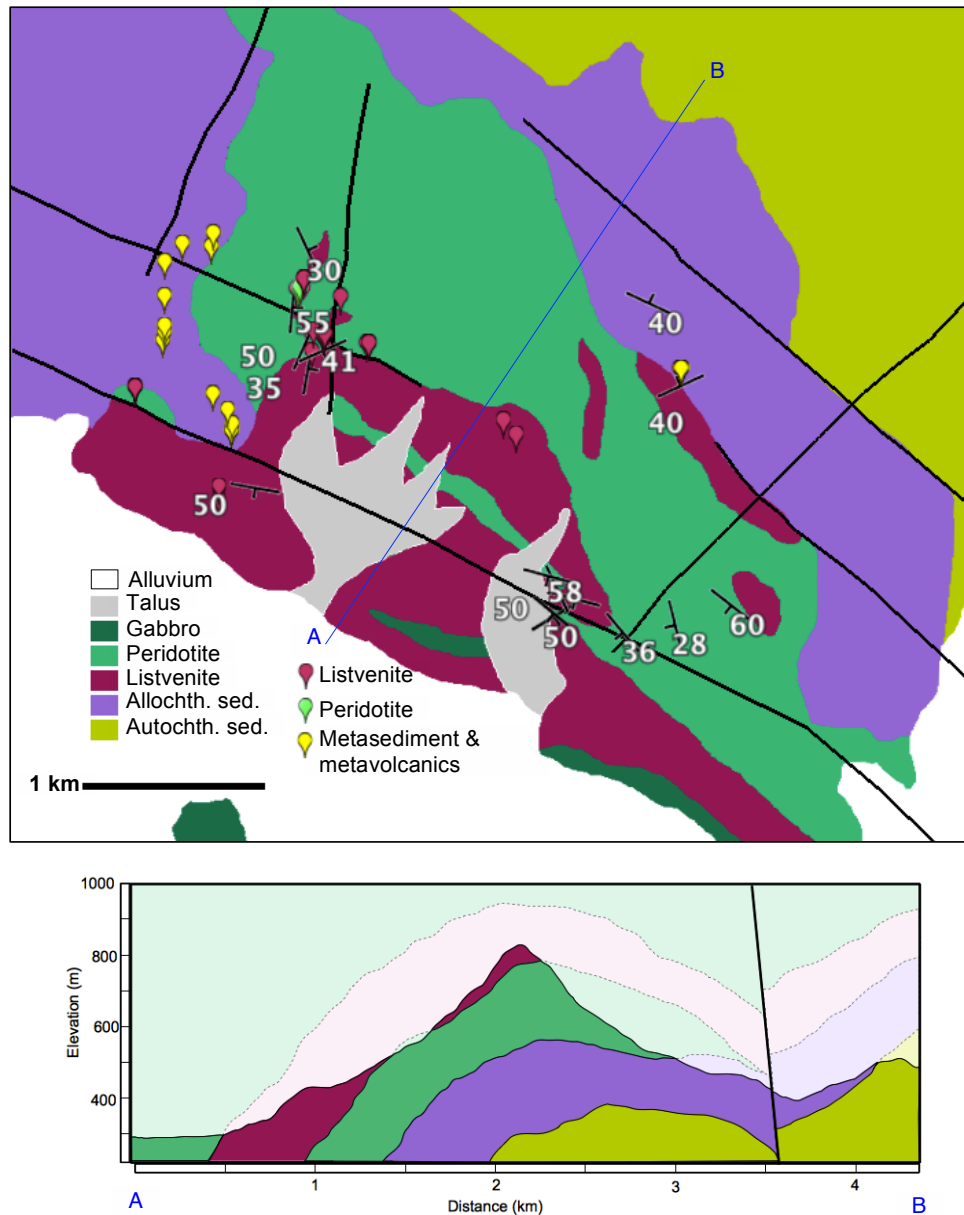 B
30
55
50
41
35
40
40
50
58
50
50
36
28
60
A
Alluvium
Talus
Gabbro
Peridotite
Listvenite
Allochth. sed.
Autochth. sed.
Listvenite
Peridotite
Metasediment &
metavolcanics
1 km
1000
800
600
400
Elevation (m)
1
2
3
4
A
Distance (km)
B